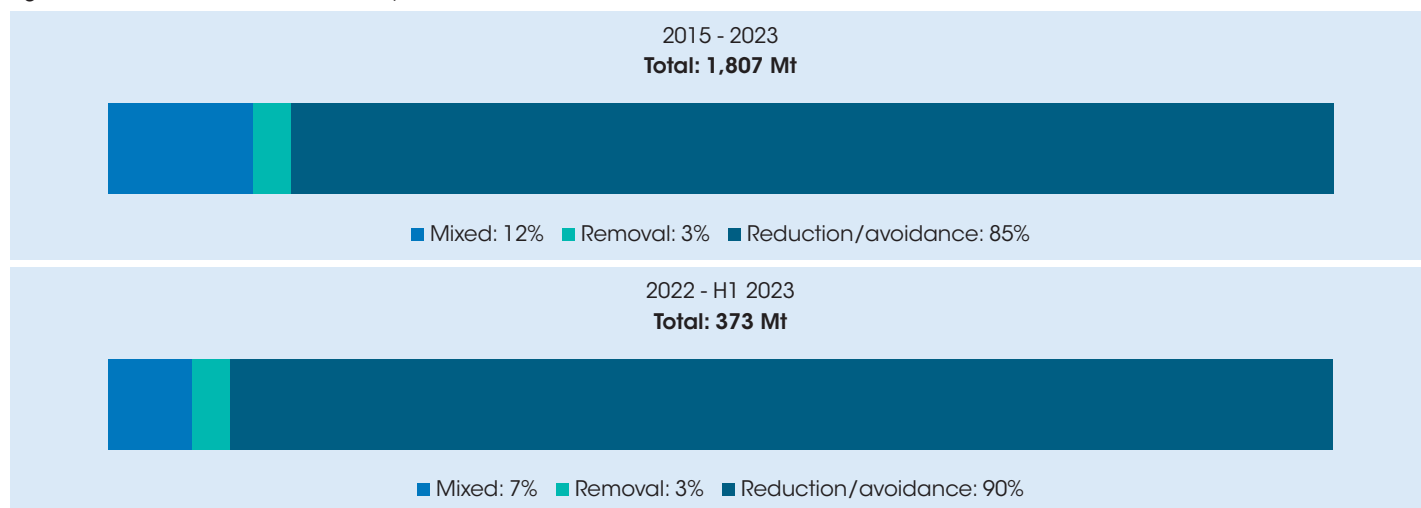 2015 - 2023
Total: 1,807 Mt
Mixed: 12% Removal: 3% Reduction/avoidance: 85%
2022 - H1 2023
Total: 373 Mt
Mixed: 7% Removal: 3% Reduction/avoidance: 90%